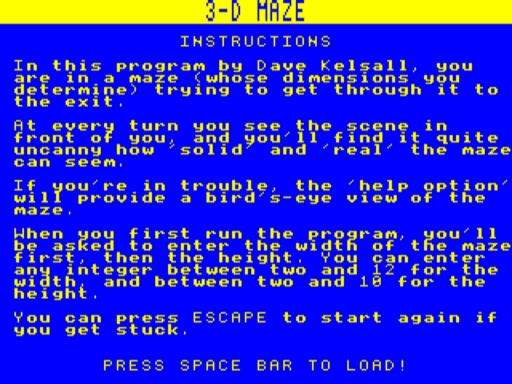 3-D MAZE
INSTRUCTIONS
In this program by Dave Kelsall, you
are in a maze (whose dimensions you
determine) trying to get through it to
the exit.
At every turn you see the scene in
front of you, and you'll find it quite
uncanny how 'solid' and 'real' the maze
can seem.
If you're in trouble, the 'help option'
will provide a bird's-eye view of the
maze.
When you first run the program, you'll
be asked to enter the width of the maze
first, then the height. You can enter
any integer between two and 12 for the
width, and between two and 10 for the
height.
You can press ESCAPE to start again if
you get stuck.
PRESS SPACE BAR TO LOAD!